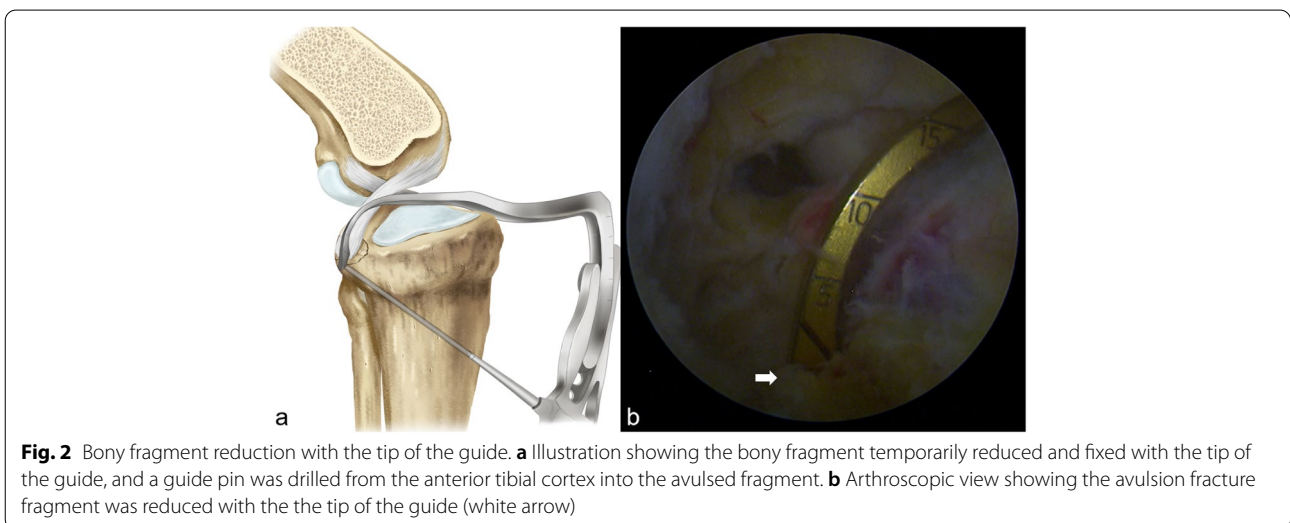 15
10
5
a
b
Fig. 2 Bony fragment reduction with the tip of the guide. a Illustration showing the bony fragment temporarily reduced and fixed with the tip of
the guide, and a guide pin was drilled from the anterior tibial cortex into the avulsed fragment. b Arthroscopic view showing the avulsion fracture
fragment was reduced with the the tip of the guide (white arrow)